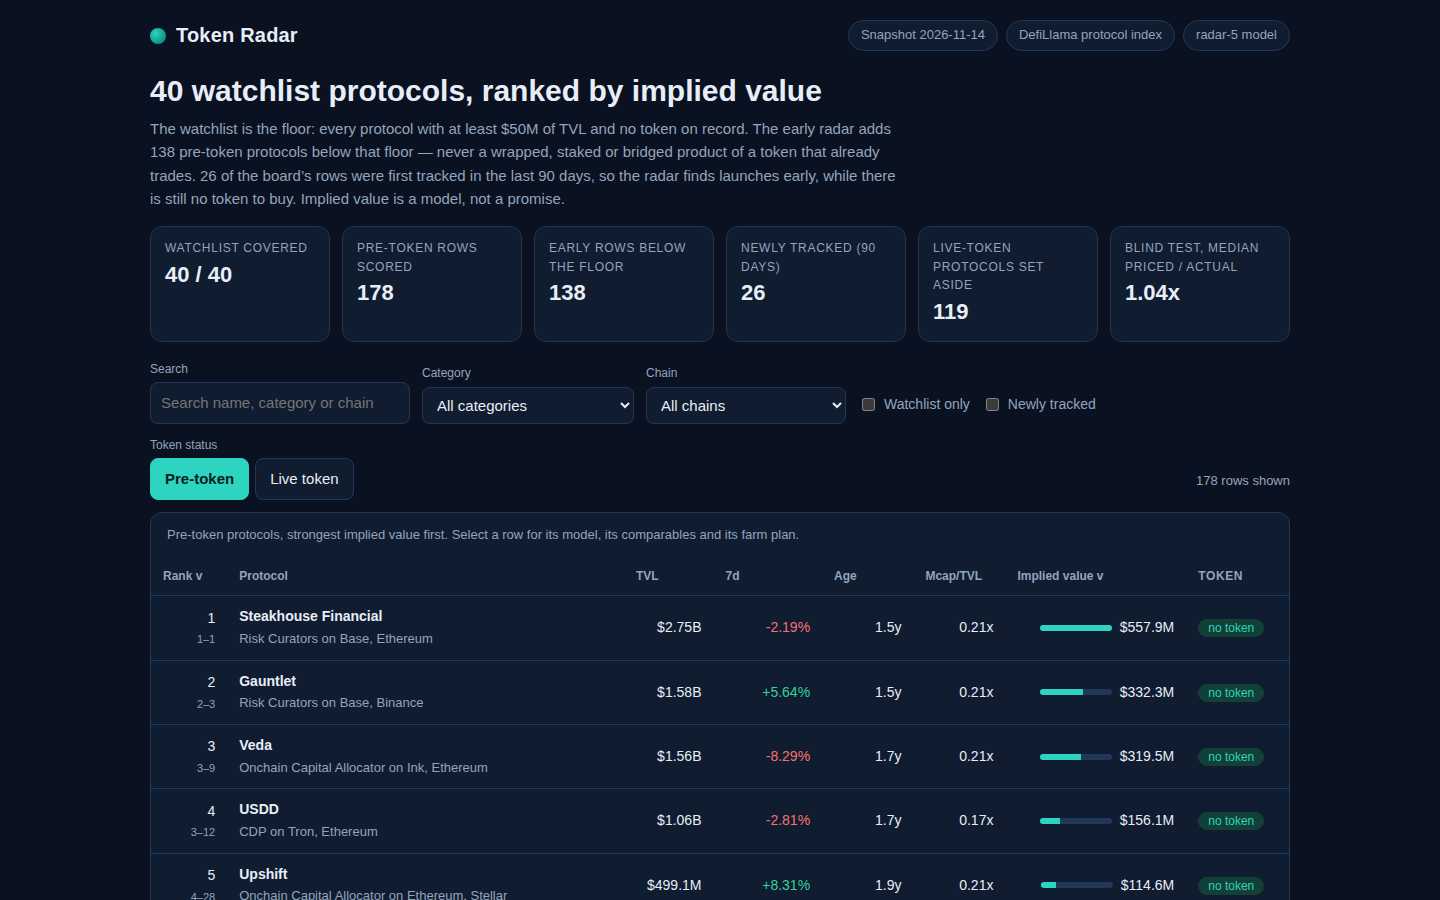 Token Radar
Snapshot 2026-11-14
DefiLlama protocol index
radar-5 model
40 watchlist protocols, ranked by implied value
The watchlist is the floor: every protocol with at least $50M of TVL and no token on record. The early radar adds
138 pre-token protocols below that floor — never a wrapped, staked or bridged product of a token that already
trades. 26 of the board’s rows were first tracked in the last 90 days, so the radar finds launches early, while there
is still no token to buy. Implied value is a model, not a promise.
WATCHLIST COVERED
40 / 40
PRE-TOKEN ROWS
SCORED
178
EARLY ROWS BELOW
THE FLOOR
138
NEWLY TRACKED (90
DAYS)
26
LIVE-TOKEN
PROTOCOLS SET
ASIDE
119
BLIND TEST, MEDIAN
PRICED / ACTUAL
1.04x
Search
Search name, category or chain
Category
All categories
Chain
All chains
Watchlist only
Newly tracked
Token status
Pre-token
Live token
178 rows shown
Pre-token protocols, strongest implied value first. Select a row for its model, its comparables and its farm plan.
Rank v Protocol TVL 7d Age Mcap/TVL Implied value v TOKEN
1 Steakhouse Financial $2.75B -2.19% 1.5y 0.21x $557.9M no token
1–1 Risk Curators on Base, Ethereum
2 Gauntlet $1.58B +5.64% 1.5y 0.21x $332.3M no token
2–3 Risk Curators on Base, Binance
3 Veda $1.56B -8.29% 1.7y 0.21x $319.5M no token
3–9 Onchain Capital Allocator on Ink, Ethereum
4 USDD $1.06B -2.81% 1.7y 0.17x $156.1M no token
3–12 CDP on Tron, Ethereum
5 Upshift $499.1M +8.31% 1.9y 0.21x $114.6M no token
4–28 Onchain Capital Allocator on Ethereum, Stellar